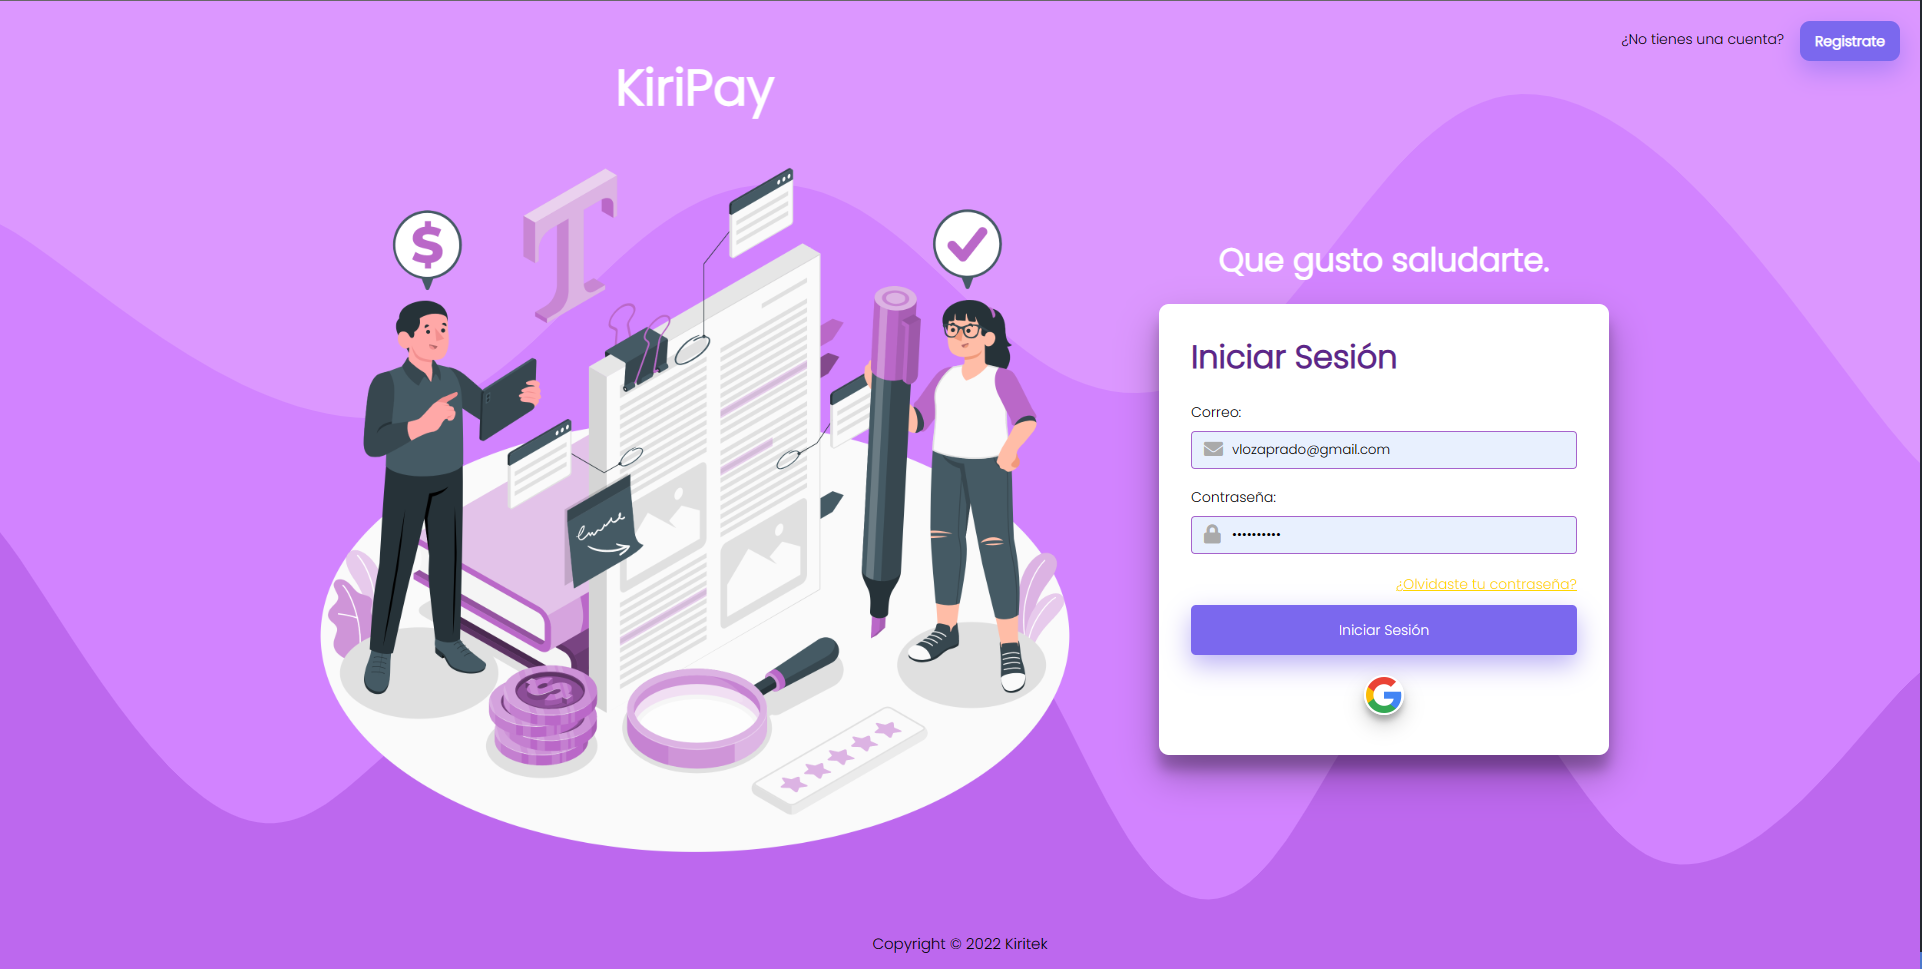 ¿No tienes una cuenta?
Registrate
KiriPay
Que gusto saludarte.
Iniciar Sesión
Correo:
vlozaprado@gmail.com
Contraseña:
••••••••••
¿Olvidaste tu contraseña?
Iniciar Sesión
Copyright © 2022 Kiritek